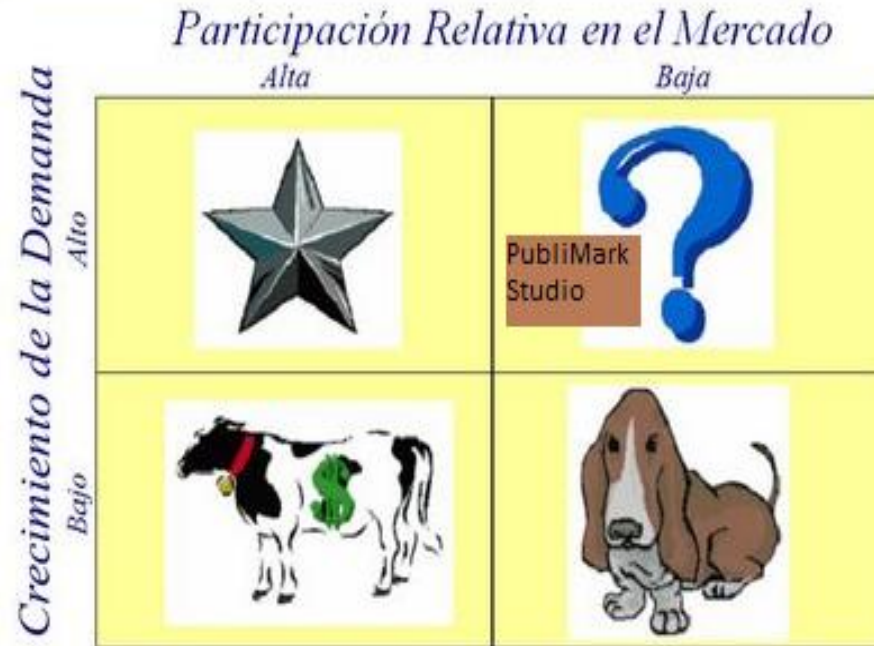 Participación Relativa en el Mercado
Alta
Baja
Crecimiento de la Demanda
Alto
PubliMark
Studio
Bajo
$